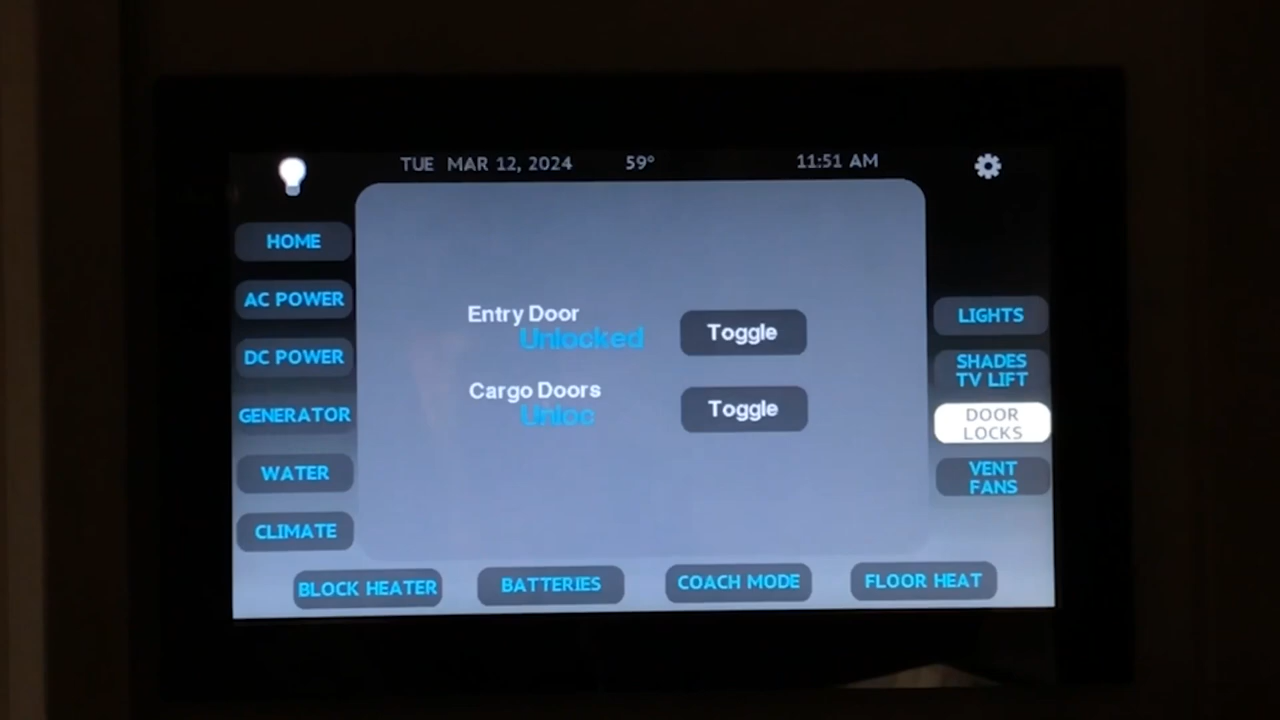 TUE MAR 12, 2024 59° 11:51 AM
HOME
AC POWER
DC POWER
GENERATOR
WATER
CLIMATE
Entry Door
Unlocked
Toggle
Cargo Doors
Unloc
Toggle
LIGHTS
SHADES
TV LIFT
DOOR
LOCKS
VENT
FANS
BLOCK HEATER
BATTERIES
COACH MODE
FLOOR HEAT